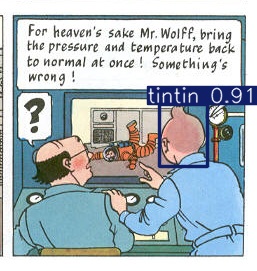 For heaven's sake Mr. Wolff, bring
the pressure and temperature back
to normal at once! Something's
wrong!
tintin 0.91
?